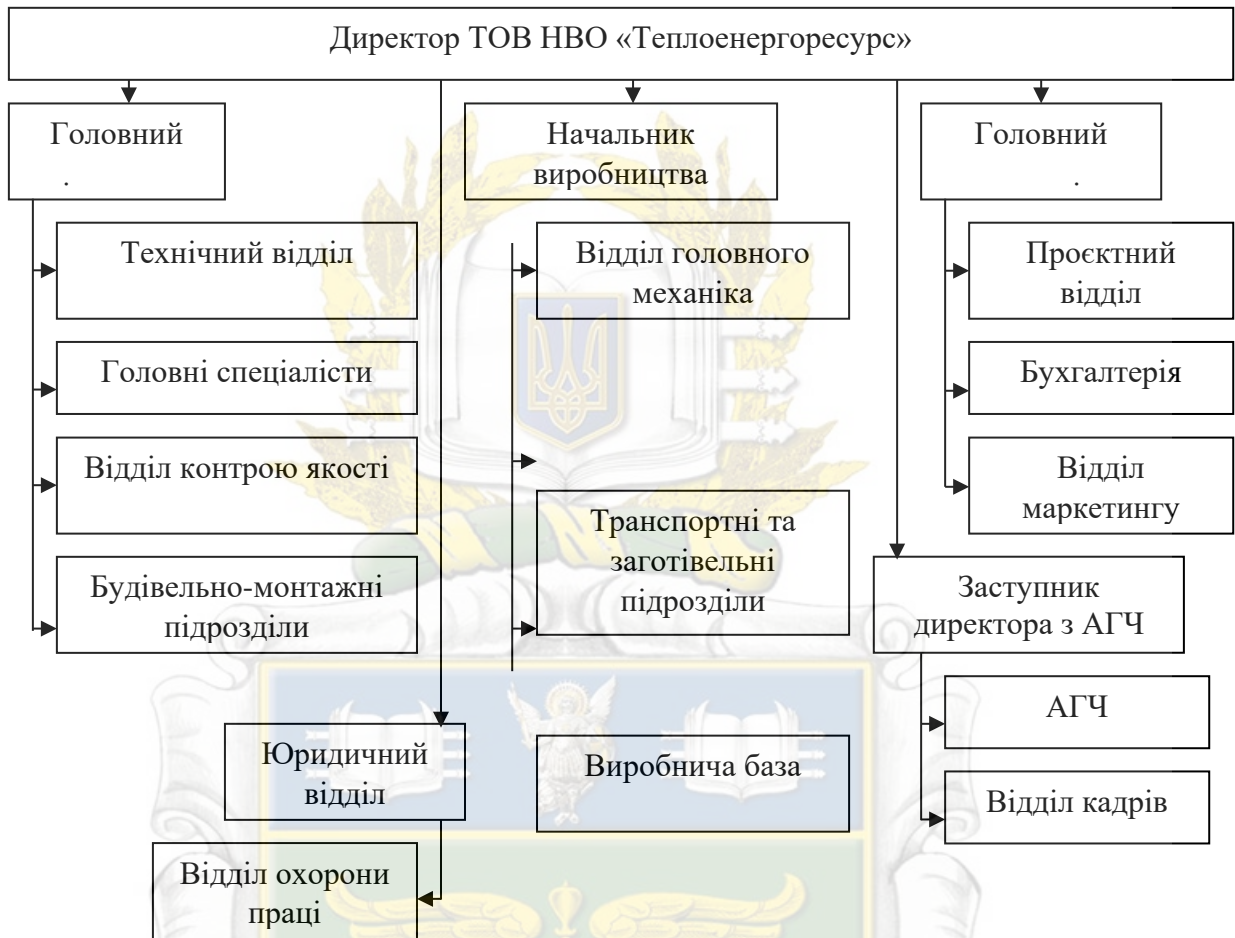 Директор ТОВ НВО «Теплоенергоресурс»
Головний
.
Начальник
виробництва
Головний
.
Технічний відділ
Головні спеціалісти
Відділ контрою якості
Будівельно-монтажні
підрозділи
Відділ головного
механіка
Транспортні та
заготівельні
підрозділи
Виробнича база
Проєктний
відділ
Бухгалтерія
Відділ
маркетингу
Заступник
директора з АГЧ
АГЧ
Відділ кадрів
Юридичний
відділ
Відділ охорони
праці